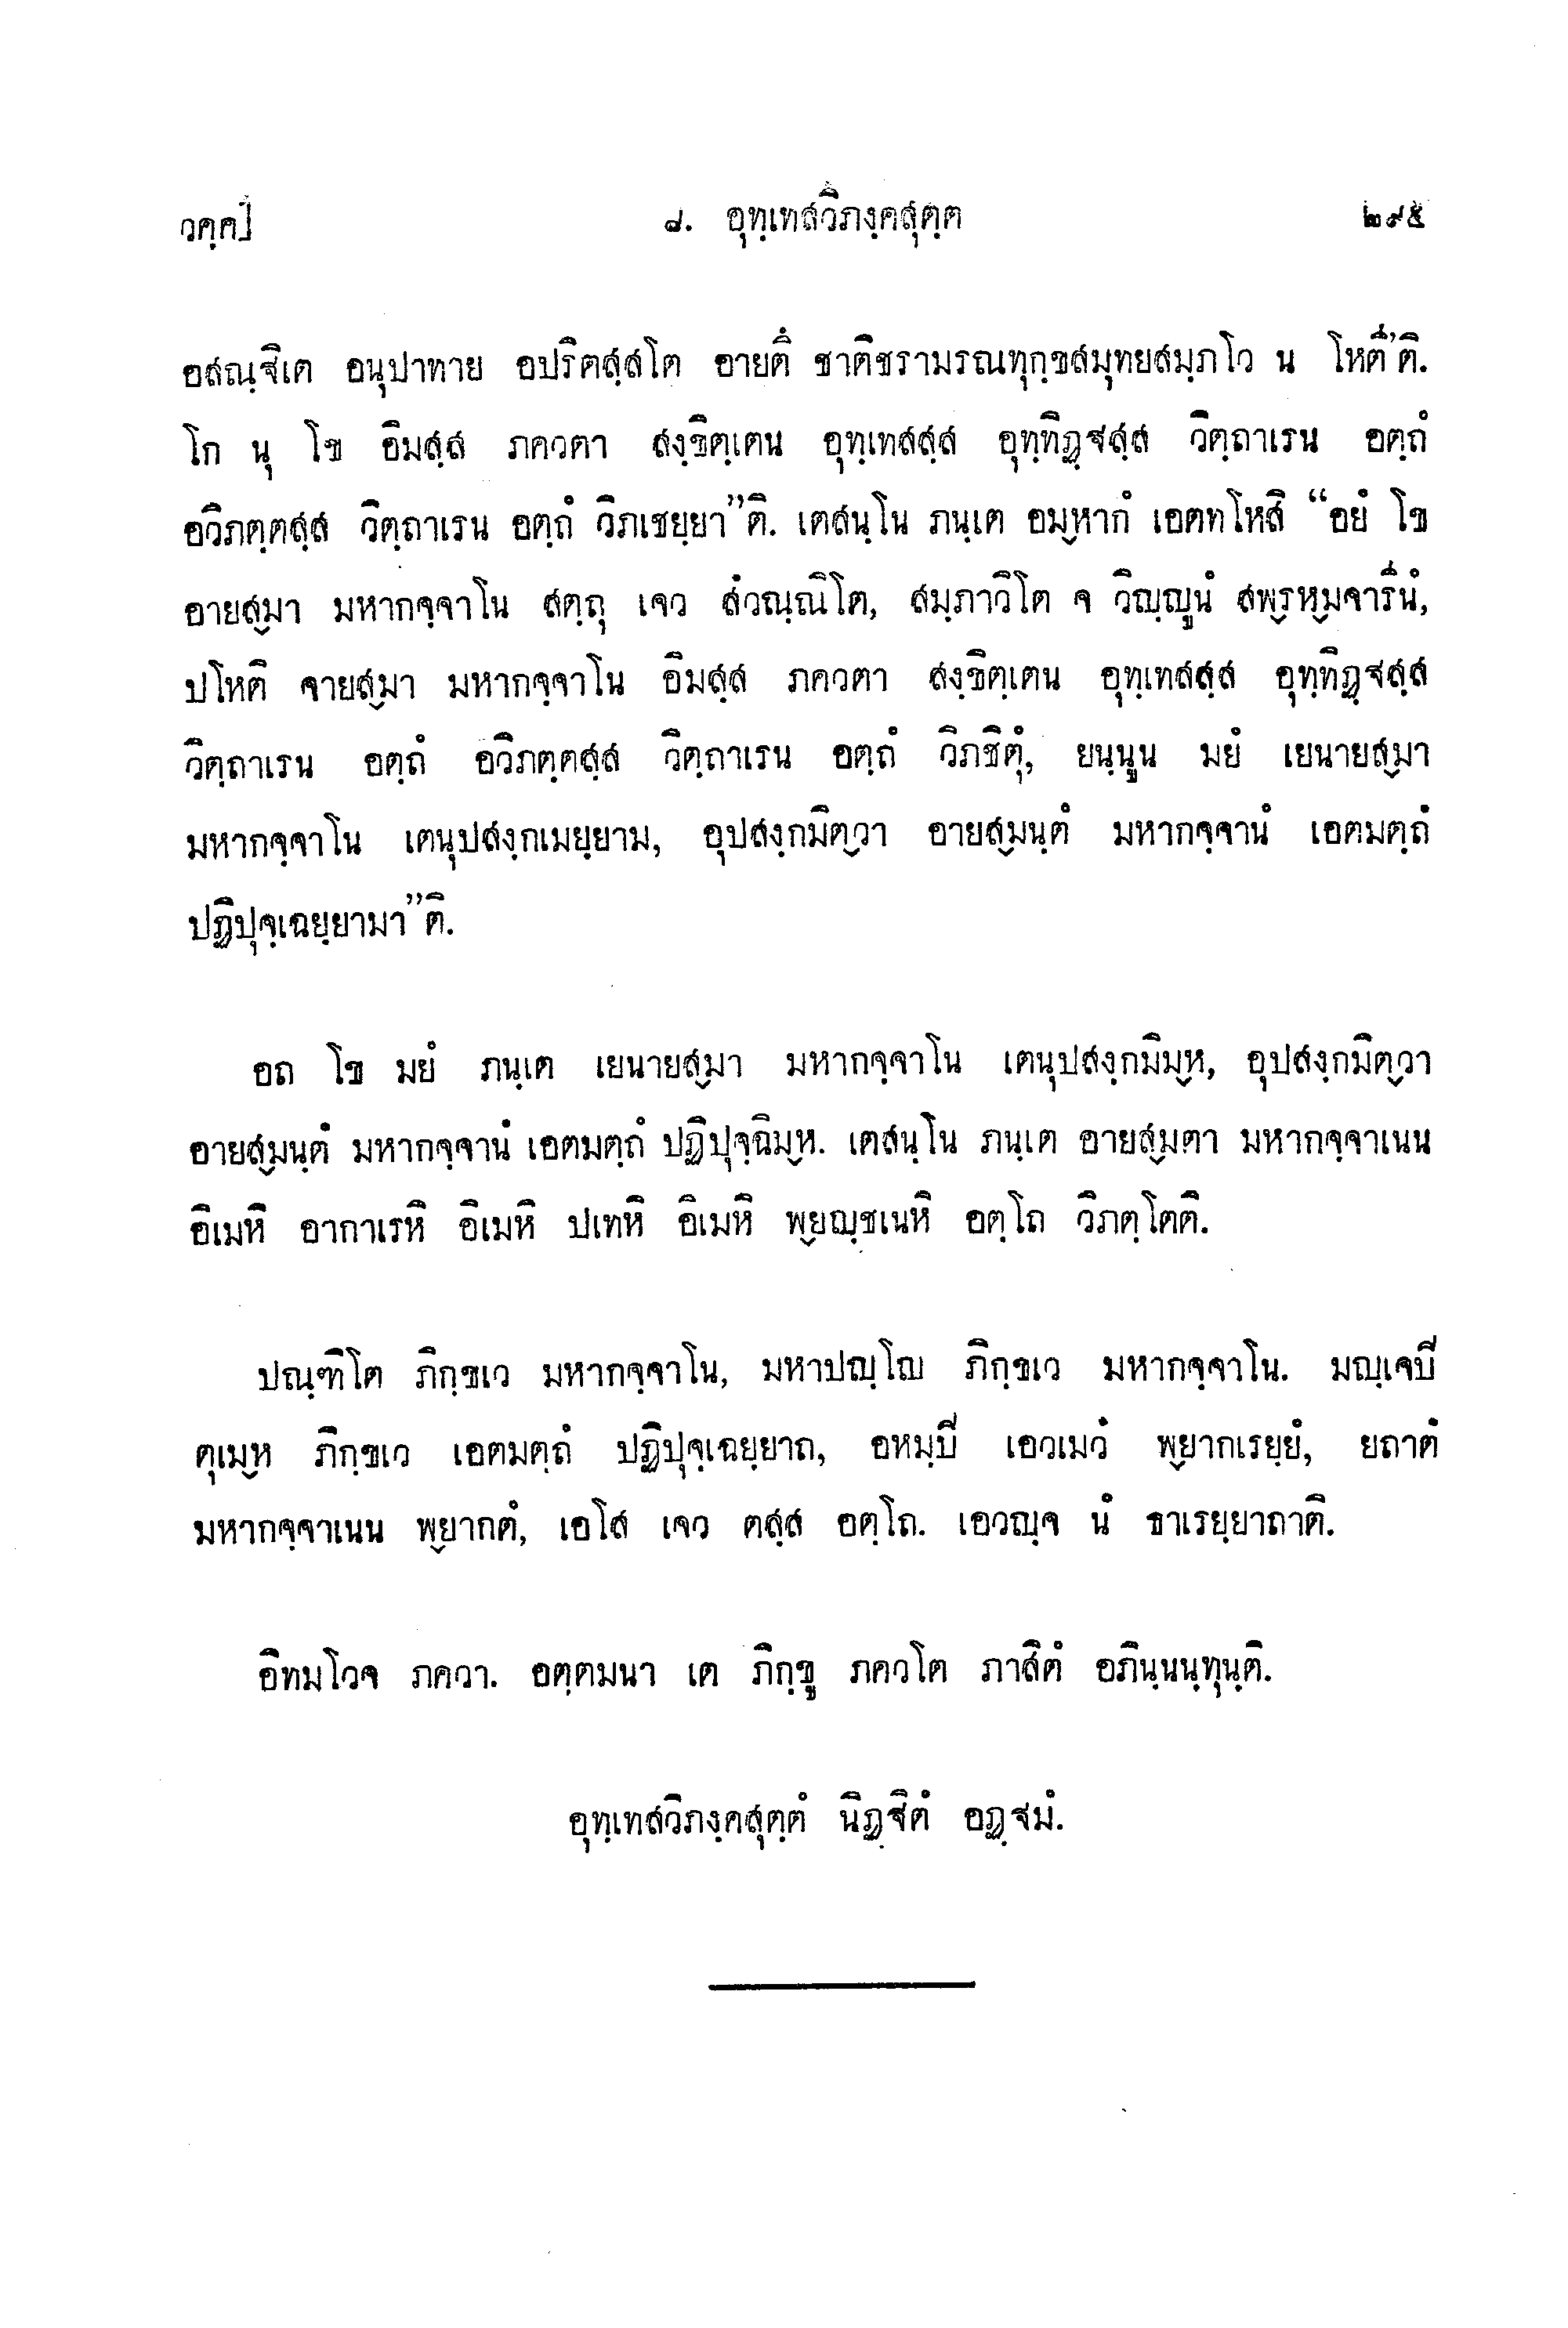 วคฺค]
๘. อุทฺเทสวิภงฺคสุตฺต
๒๙๕
อสณฺฐิเต อนุปาทาย อปริตสฺสโต อายตึ ชาติชรามรณทุกฺขสมุทยสมฺภโว น โหตี”ติ.
โก นุ โข อิมสฺส ภควตา สงฺขิตฺเตน อุทฺเทสสฺส อุทฺทิฏฺฐสฺส วิตฺถาเรน อตฺถํ
อวิภตฺตสฺส วิตฺถาเรน อตฺถํ วิภเชยฺยา”ติ. เตสนฺโน ภนฺเต อมฺหากํ เอตทโหสิ “อยํ โข
อายสฺมา มหากจฺจาโน สตฺถุ เจว สํวณฺณิโต, สมฺภาวิโต จ วิญฺญูนํ สพฺรหฺมจารีนํ,
ปโหติ จายสฺมา มหากจฺจาโน อิมสฺส ภควตา สงฺขิตฺเตน อุทฺเทสสฺส อุทฺทิฏฺฐสฺส
วิตฺถาเรน อตฺถํ อวิภตฺตสฺส วิตฺถาเรน อตฺถํ วิภชิตุํ, ยนฺนูน มยํ เยนายสฺมา
มหากจฺจาโน เตนุปสงฺกเมยฺยาม, อุปสงฺกมิตฺวา อายสฺมนฺตํ มหากจฺจานํ เอตมตฺถํ
ปฏิปุจฺเฉยฺยามา”ติ.
อถ โข มยํ ภนฺเต เยนายสฺมา มหากจฺจาโน เตนุปสงฺกมิมฺห, อุปสงฺกมิตฺวา
อายสฺมนฺตํ มหากจฺจานํ เอตมตฺถํ ปฏิปุจฺฉิมฺห. เตสนฺโน ภนฺเต อายสฺมตา มหากจฺจาเนน
อิเมหิ อากาเรหิ อิเมหิ ปเทหิ อิเมหิ พฺยญฺชเนหิ อตฺโถ วิภตฺโตติ.
ปณฺฑิโต ภิกฺขเว มหากจฺจาโน, มหาปญฺโญ ภิกฺขเว มหากจฺจาโน. มญฺเจปี
ตุเมฺห ภิกฺขเว เอตมตฺถํ ปฏิปุจฺเฉยฺยาถ, อหมฺปี เอวเมวํ พฺยากเรยฺยํ, ยถาตํ
มหากจฺจาเนน พฺยากตํ, เอโส เจว ตสฺส อตฺโถ. เอวญฺจ นํ ธาเรยฺยาถาติ.
อิทมโวจ ภควา. อตฺตมนา เต ภิกฺขู ภควโต ภาสิตํ อภินฺนนฺทุนฺติ.
อุทฺเทสวิภงฺคสุตฺตํ นิฏฺฐิตํ อฏฺฐมํ.